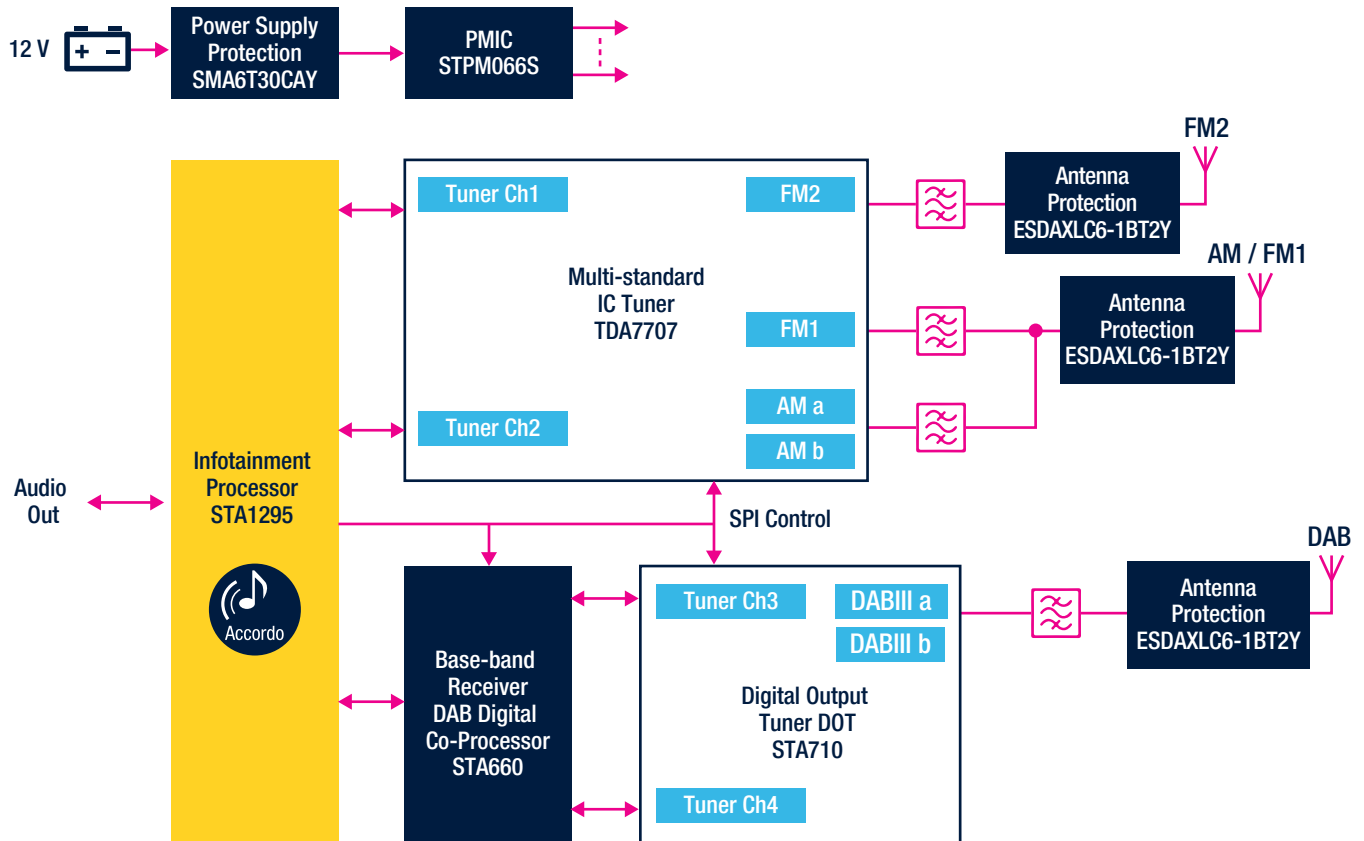 12 V
+ −
Power Supply
Protection
SMA6T30CAY
PMIC
STPM066S
FM2
Tuner Ch1
FM2
Antenna
Protection
ESDAXLC6-1BT2Y
AM / FM1
Multi-standard
IC Tuner
TDA7707
FM1
Antenna
Protection
ESDAXLC6-1BT2Y
AM a
Tuner Ch2
AM b
Infotainment
Processor
STA1295
Audio
Out
SPI Control
DAB
Accordo
Tuner Ch3
DABIII a
DABIII b
Antenna
Protection
ESDAXLC6-1BT2Y
Base-band
Receiver
DAB Digital
Co-Processor
STA660
Digital Output
Tuner DOT
STA710
Tuner Ch4